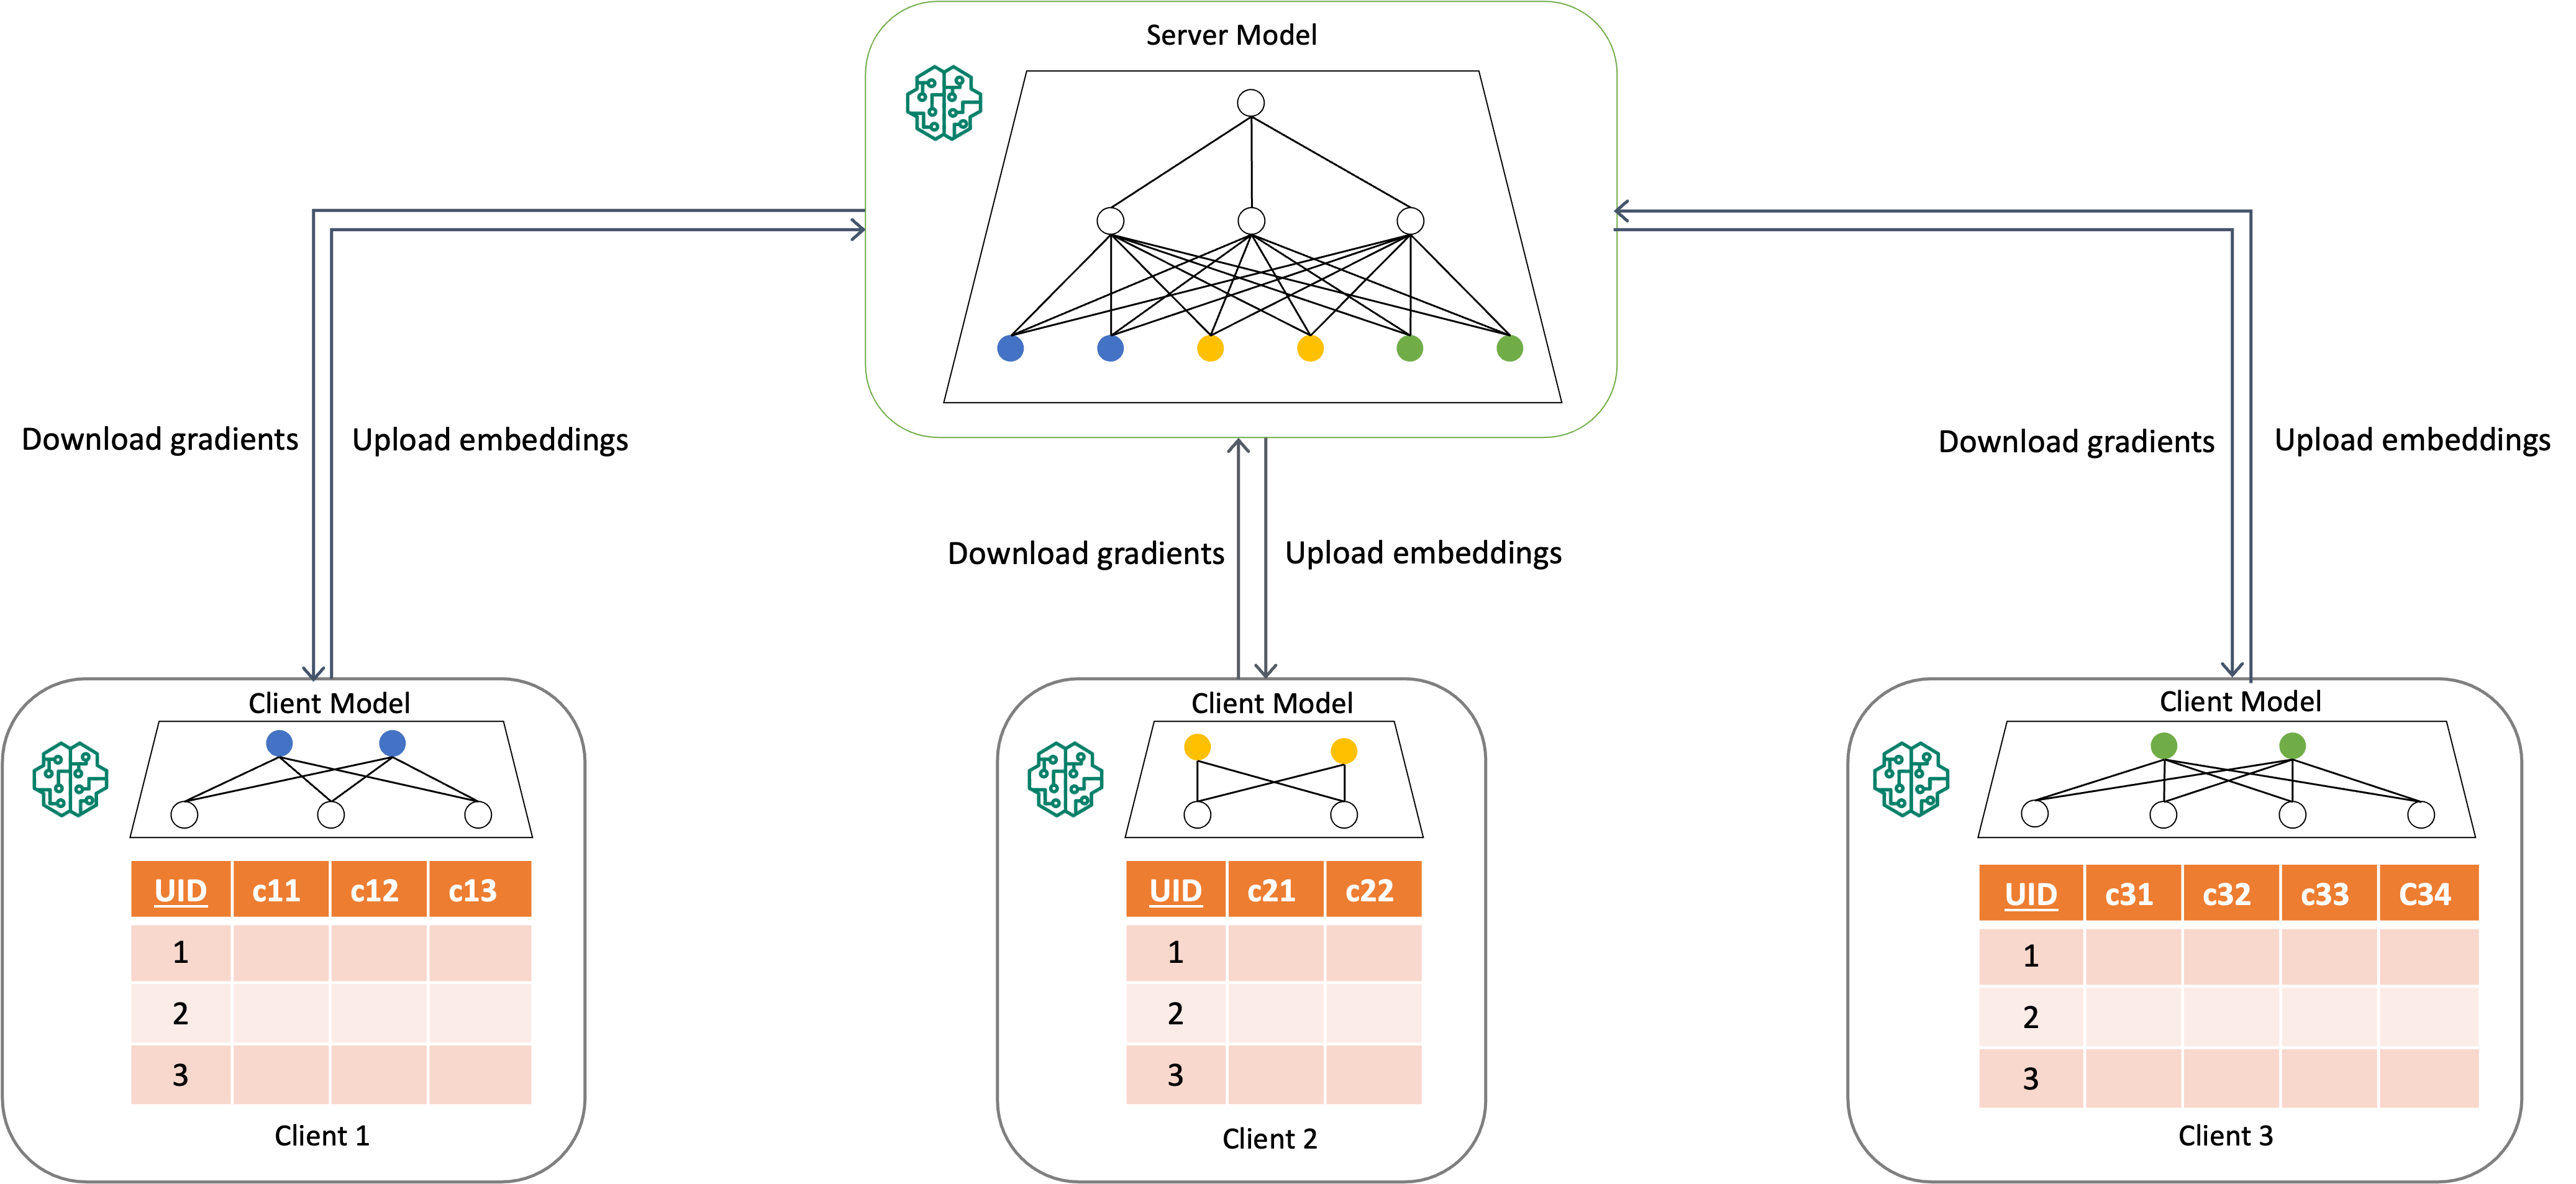 Server Model
Download gradients
Upload embeddings
Download gradients
Upload embeddings
Download gradients
Upload embeddings
Client Model
UID c11 c12 c13
1
2
3
Client 1
Client Model
UID c21 c22
1
2
3
Client 2
Client Model
UID c31 c32 c33 C34
1
2
3
Client 3